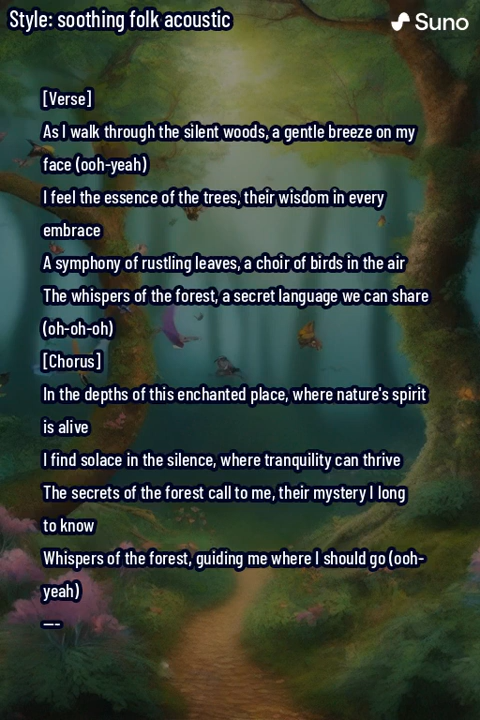 Style: soothing folk acoustic
Suno
[Verse]
As I walk through the silent woods, a gentle breeze on my
face (ooh-yeah)
I feel the essence of the trees, their wisdom in every
embrace
A symphony of rustling leaves, a choir of birds in the air
The whispers of the forest, a secret language we can share
(oh-oh-oh)
[Chorus]
In the depths of this enchanted place, where nature's spirit
is alive
I find solace in the silence, where tranquility can thrive
The secrets of the forest call to me, their mystery I long
to know
Whispers of the forest, guiding me where I should go (ooh-
yeah)
---